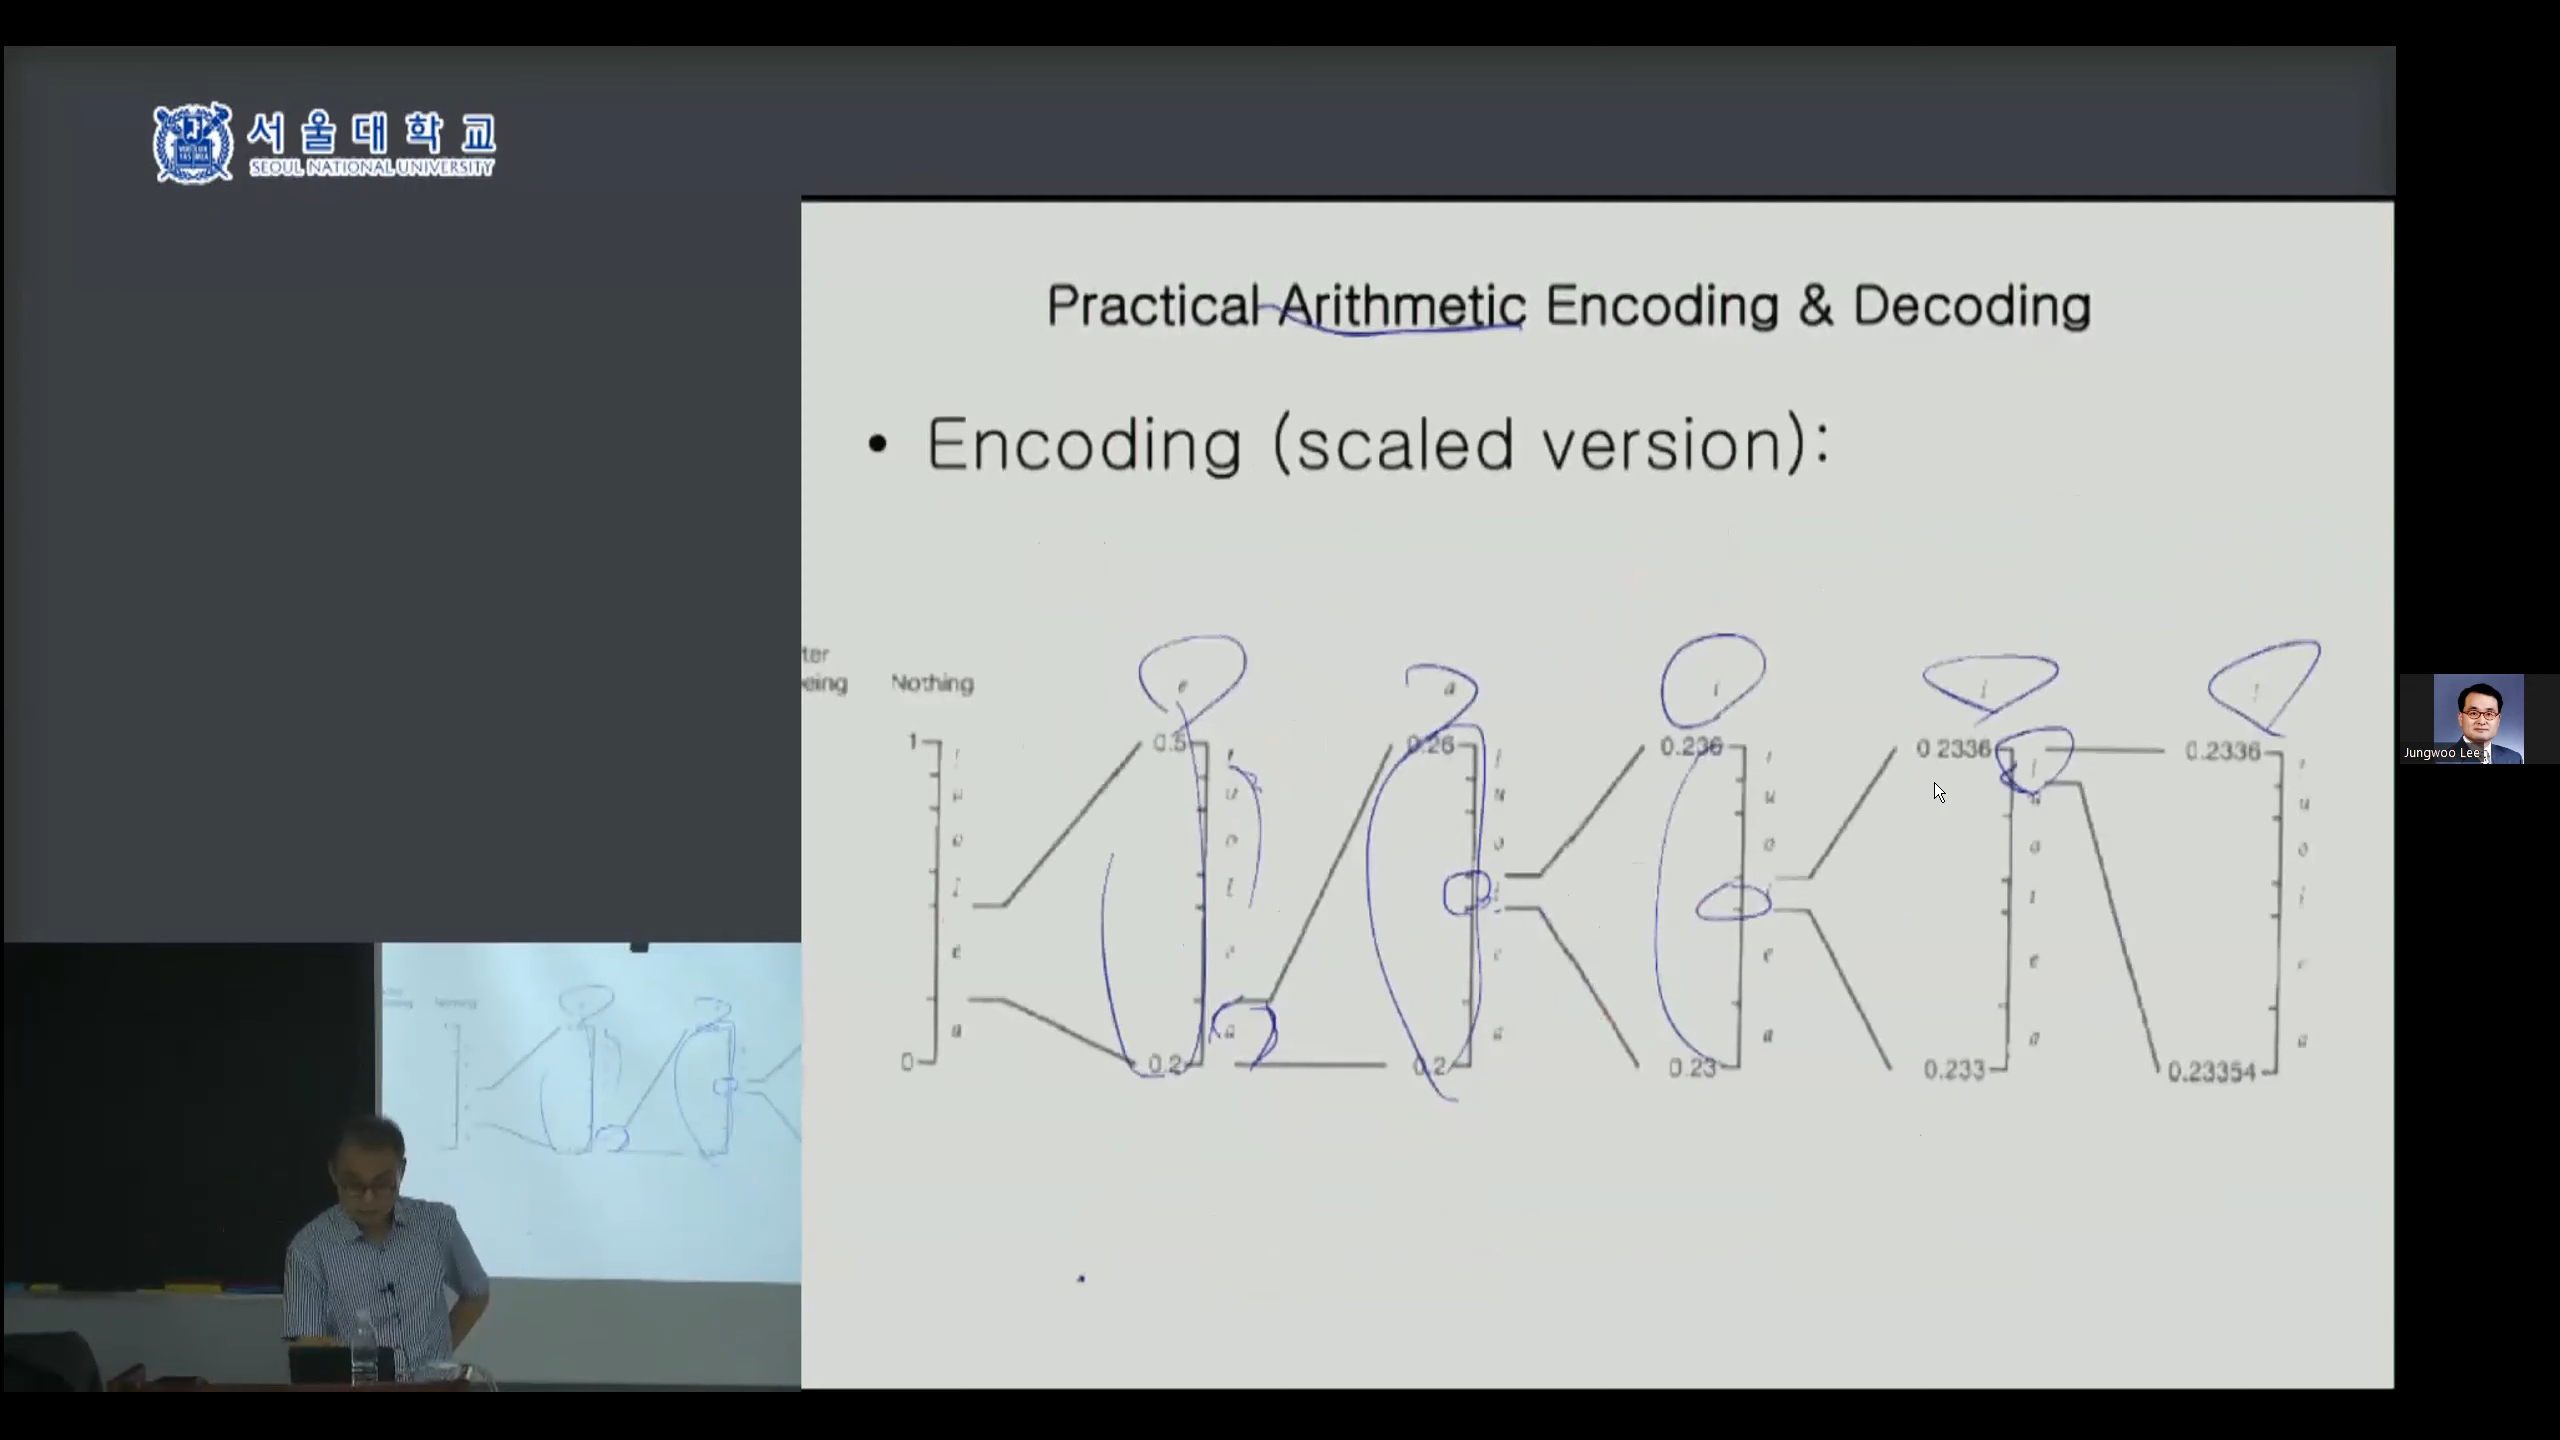 서울대학교
SEOUL NATIONAL UNIVERSITY
Practical Arithmetic Encoding & Decoding
• Encoding (scaled version):
ter
eing Nothing e a i
1 0.5 0.26 0.236 0.2336 0.2336
u u u u
o o o o o
i i
e e e e
a a a a a a
0 0.2 0.2 0.23 0.233 0.23354
Jungwoo Lee